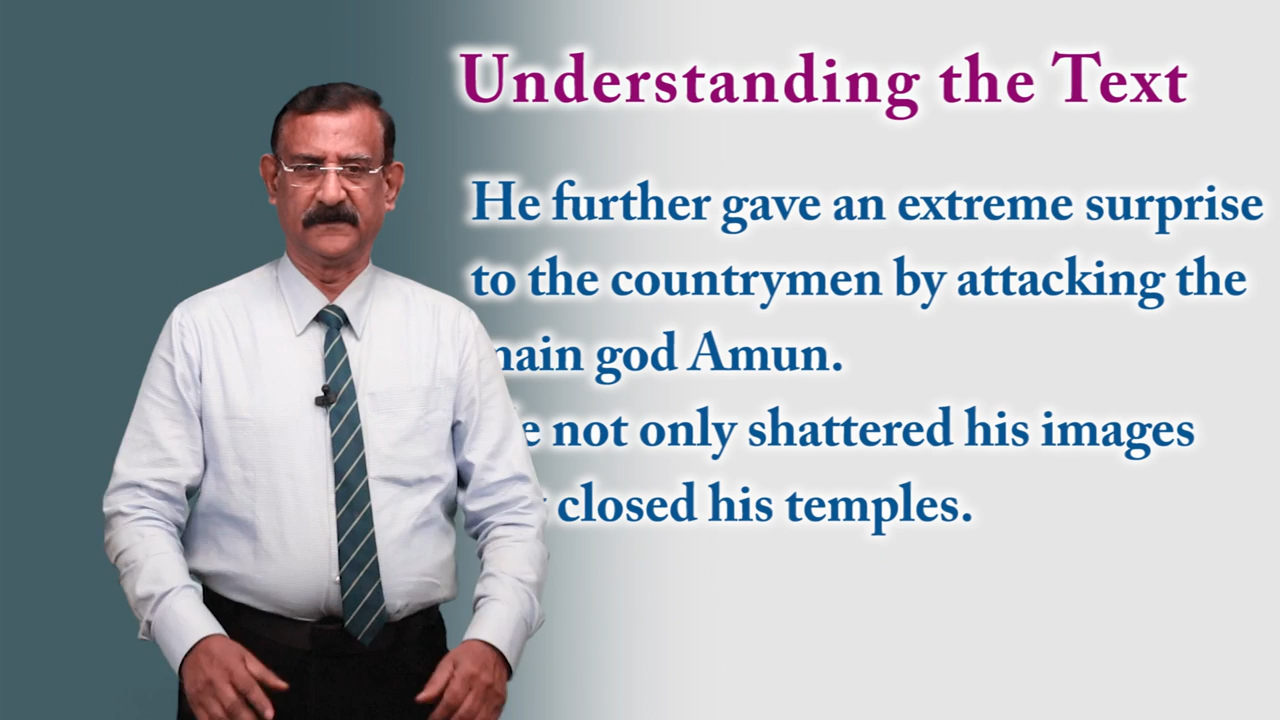 Understanding the Text
He further gave an extreme surprise
to the countrymen by attacking the
god Amun.
not only shattered his images
closed his temples.